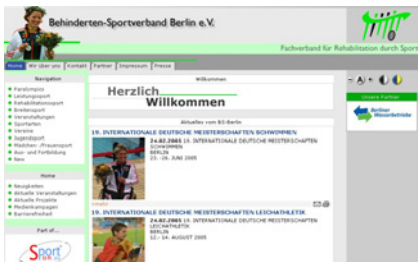 Behinderten-Sportverband Berlin e.V.
Fachverband für Rehabilitation durch Sport
Home Wir über uns Kontakt Partner Impressum Presse
Navigation
Paralympics
Leistungssport
Rehabilitationssport
Breitensport
Veranstaltungen
Sportarten
Vereine
Jugendsport
Mädchen- /Frauensport
Aus- und Fortbildung
New
Home
Neuigkeiten
Aktuelle Veranstaltungen
Aktuelle Projekte
Medienkampagnen
Barrierefreiheit
Part of...
Sport
Willkommen
Herzlich
Willkommen
Aktuelles vom BS-Berlin
19. INTERNATIONALE DEUTSCHE MEISTERSCHAFTEN SCHWIMMEN
24.02.2005 19. INTERNATIONALE DEUTSCHE MEISTERSCHAFTEN
SCHWIMMEN
BERLIN
23. -26. JUNI 2005
19. INTERNATIONALE DEUTSCHE MEISTERSCHAFTEN LEICHATHLETIK
24.02.2005 19. INTERNATIONALE DEUTSCHE MEISTERSCHAFTEN
LEICHATHLETIK
BERLIN
12.- 14. AUGUST 2005
- A +
Unsere Partner
Berliner
Wasserbetriebe